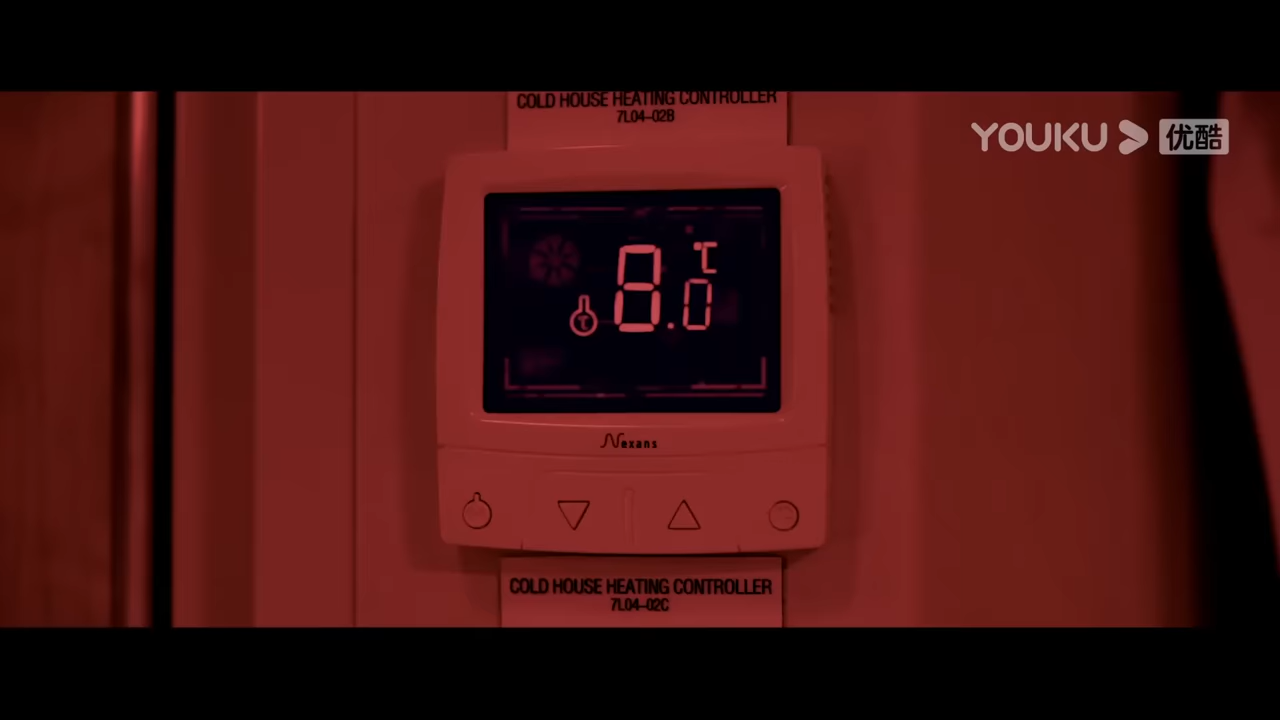 COLD HOUSE HEATING CONTROLLER
7L04-02B
YOUKU 优酷
℃
8.0
Nexans
COLD HOUSE HEATING CONTROLLER
7L04-02C